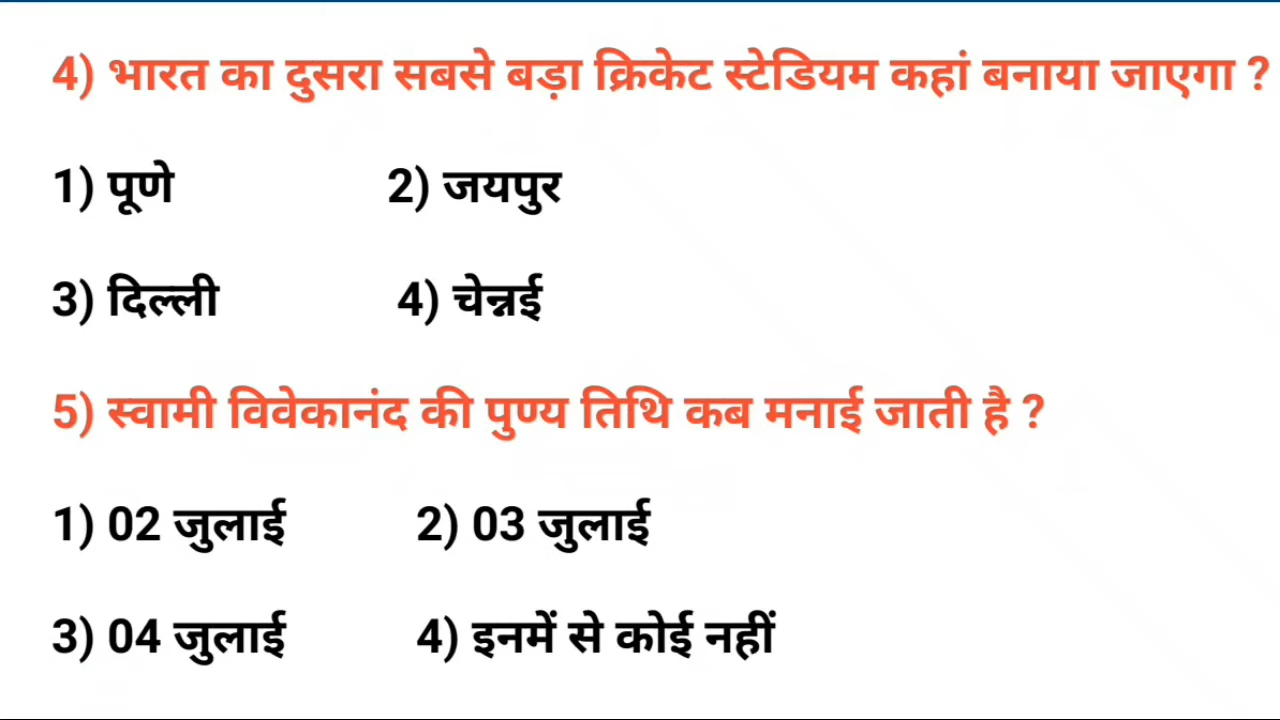 4) भारत का दुसरा सबसे बड़ा क्रिकेट स्टेडियम कहां बनाया जाएगा ?
1) पूणे 2) जयपुर
3) दिल्ली 4) चेन्नई
5) स्वामी विवेकानंद की पुण्य तिथि कब मनाई जाती है ?
1) 02 जुलाई 2) 03 जुलाई
3) 04 जुलाई 4) इनमें से कोई नहीं